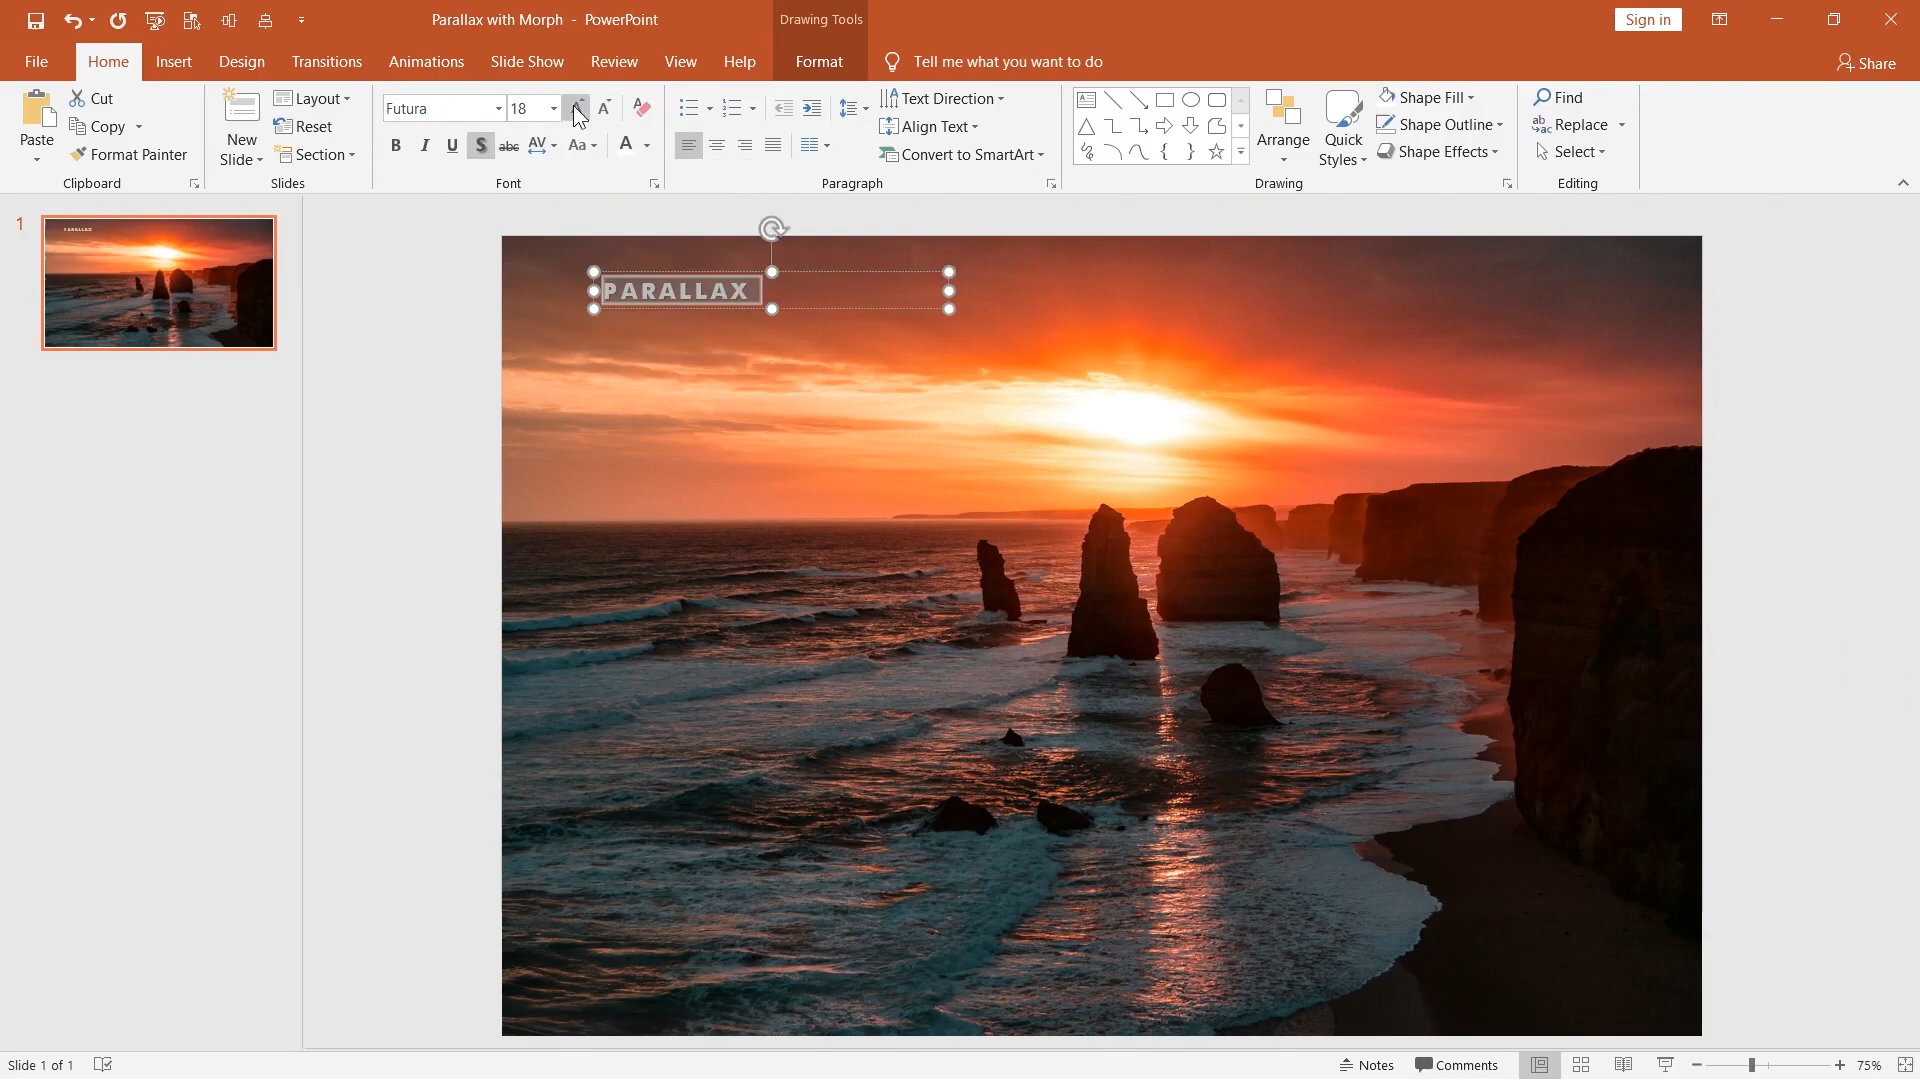 Parallax with Morph - PowerPoint
Drawing Tools
Sign in
File
Home
Insert
Design
Transitions
Animations
Slide Show
Review
View
Help
Format
Tell me what you want to do
Share
Paste
Cut
Copy
Format Painter
Clipboard
New
Slide
Layout
Reset
Section
Slides
Futura
18
B
I
U
S
abc
AV
Aa
A
Font
Text Direction
Align Text
Convert to SmartArt
Paragraph
Arrange
Quick
Styles
Shape Fill
Shape Outline
Shape Effects
Drawing
Find
Replace
Select
Editing
1
PARALLAX
PARALLAX
Slide 1 of 1
Notes
Comments
75%